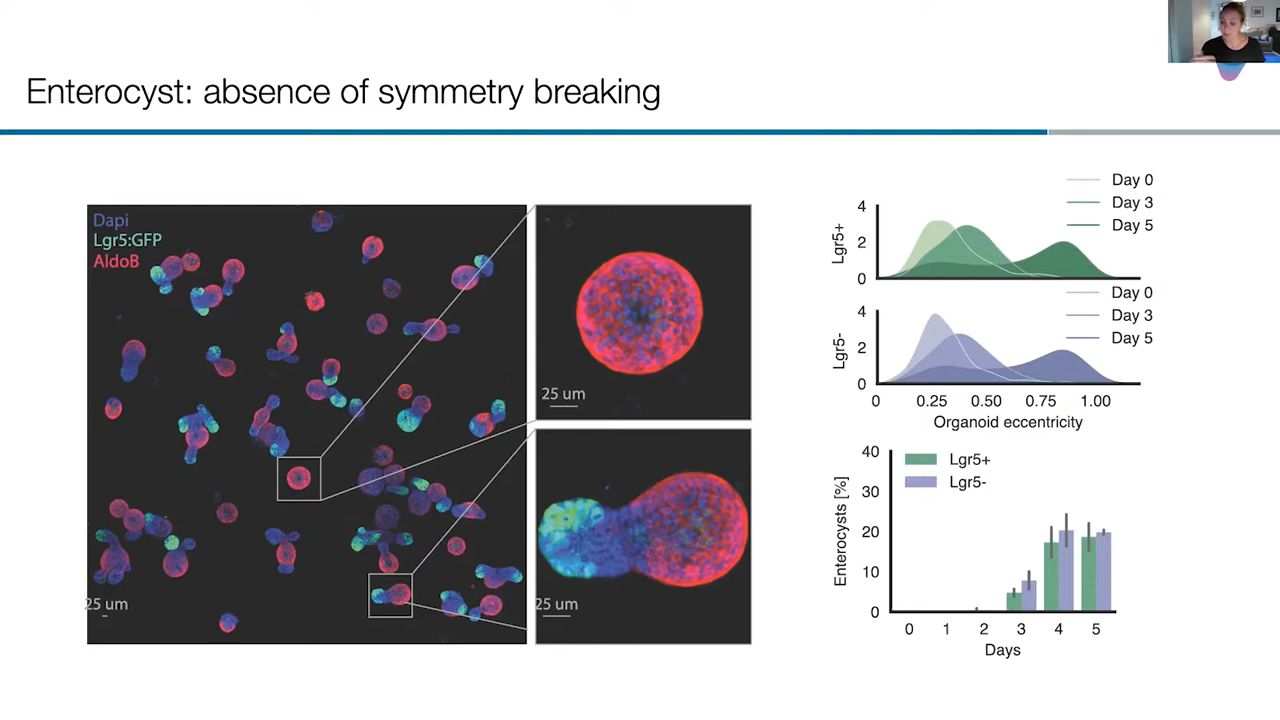 Enterocyst: absence of symmetry breaking
Dapi
Lgr5:GFP
AldoB
25 um
25 um
25 um
Lgr5+
4
2
0
Day 0
Day 3
Day 5
Lgr5-
4
2
0
Day 0
Day 3
Day 5
0 0.25 0.50 0.75 1.00
Organoid eccentricity
Enterocysts [%]
40
30
20
10
0
Lgr5+
Lgr5-
0 1 2 3 4 5
Days